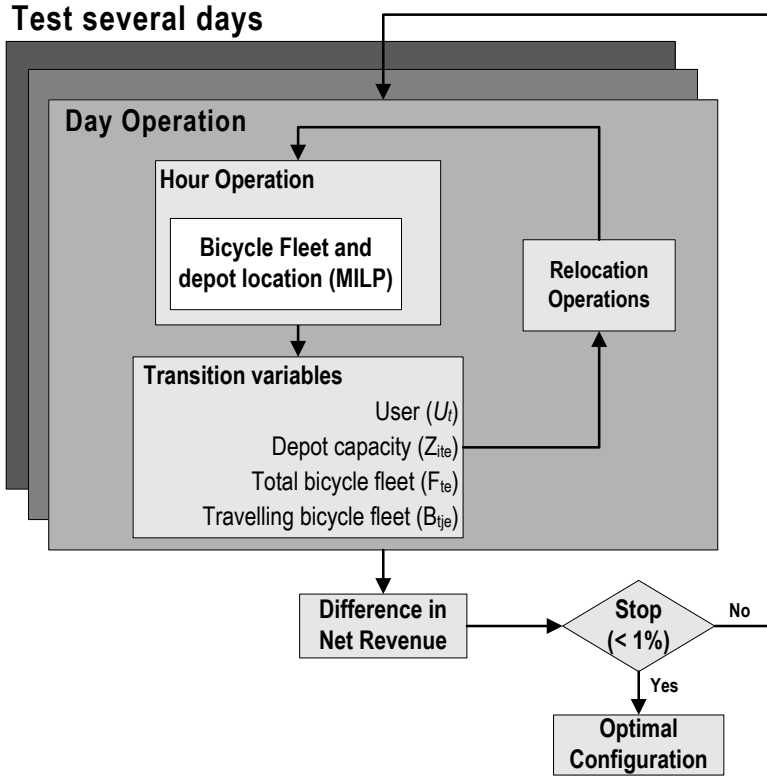 Test several days
Day Operation
Hour Operation
Bicycle Fleet and
depot location (MILP)
Relocation
Operations
Transition variables
User (Uₜ)
Depot capacity (Zᵢₜₑ)
Total bicycle fleet (Fₜₑ)
Travelling bicycle fleet (Bₜⱼₑ)
Difference in
Net Revenue
Stop
(< 1%)
No
Yes
Optimal
Configuration